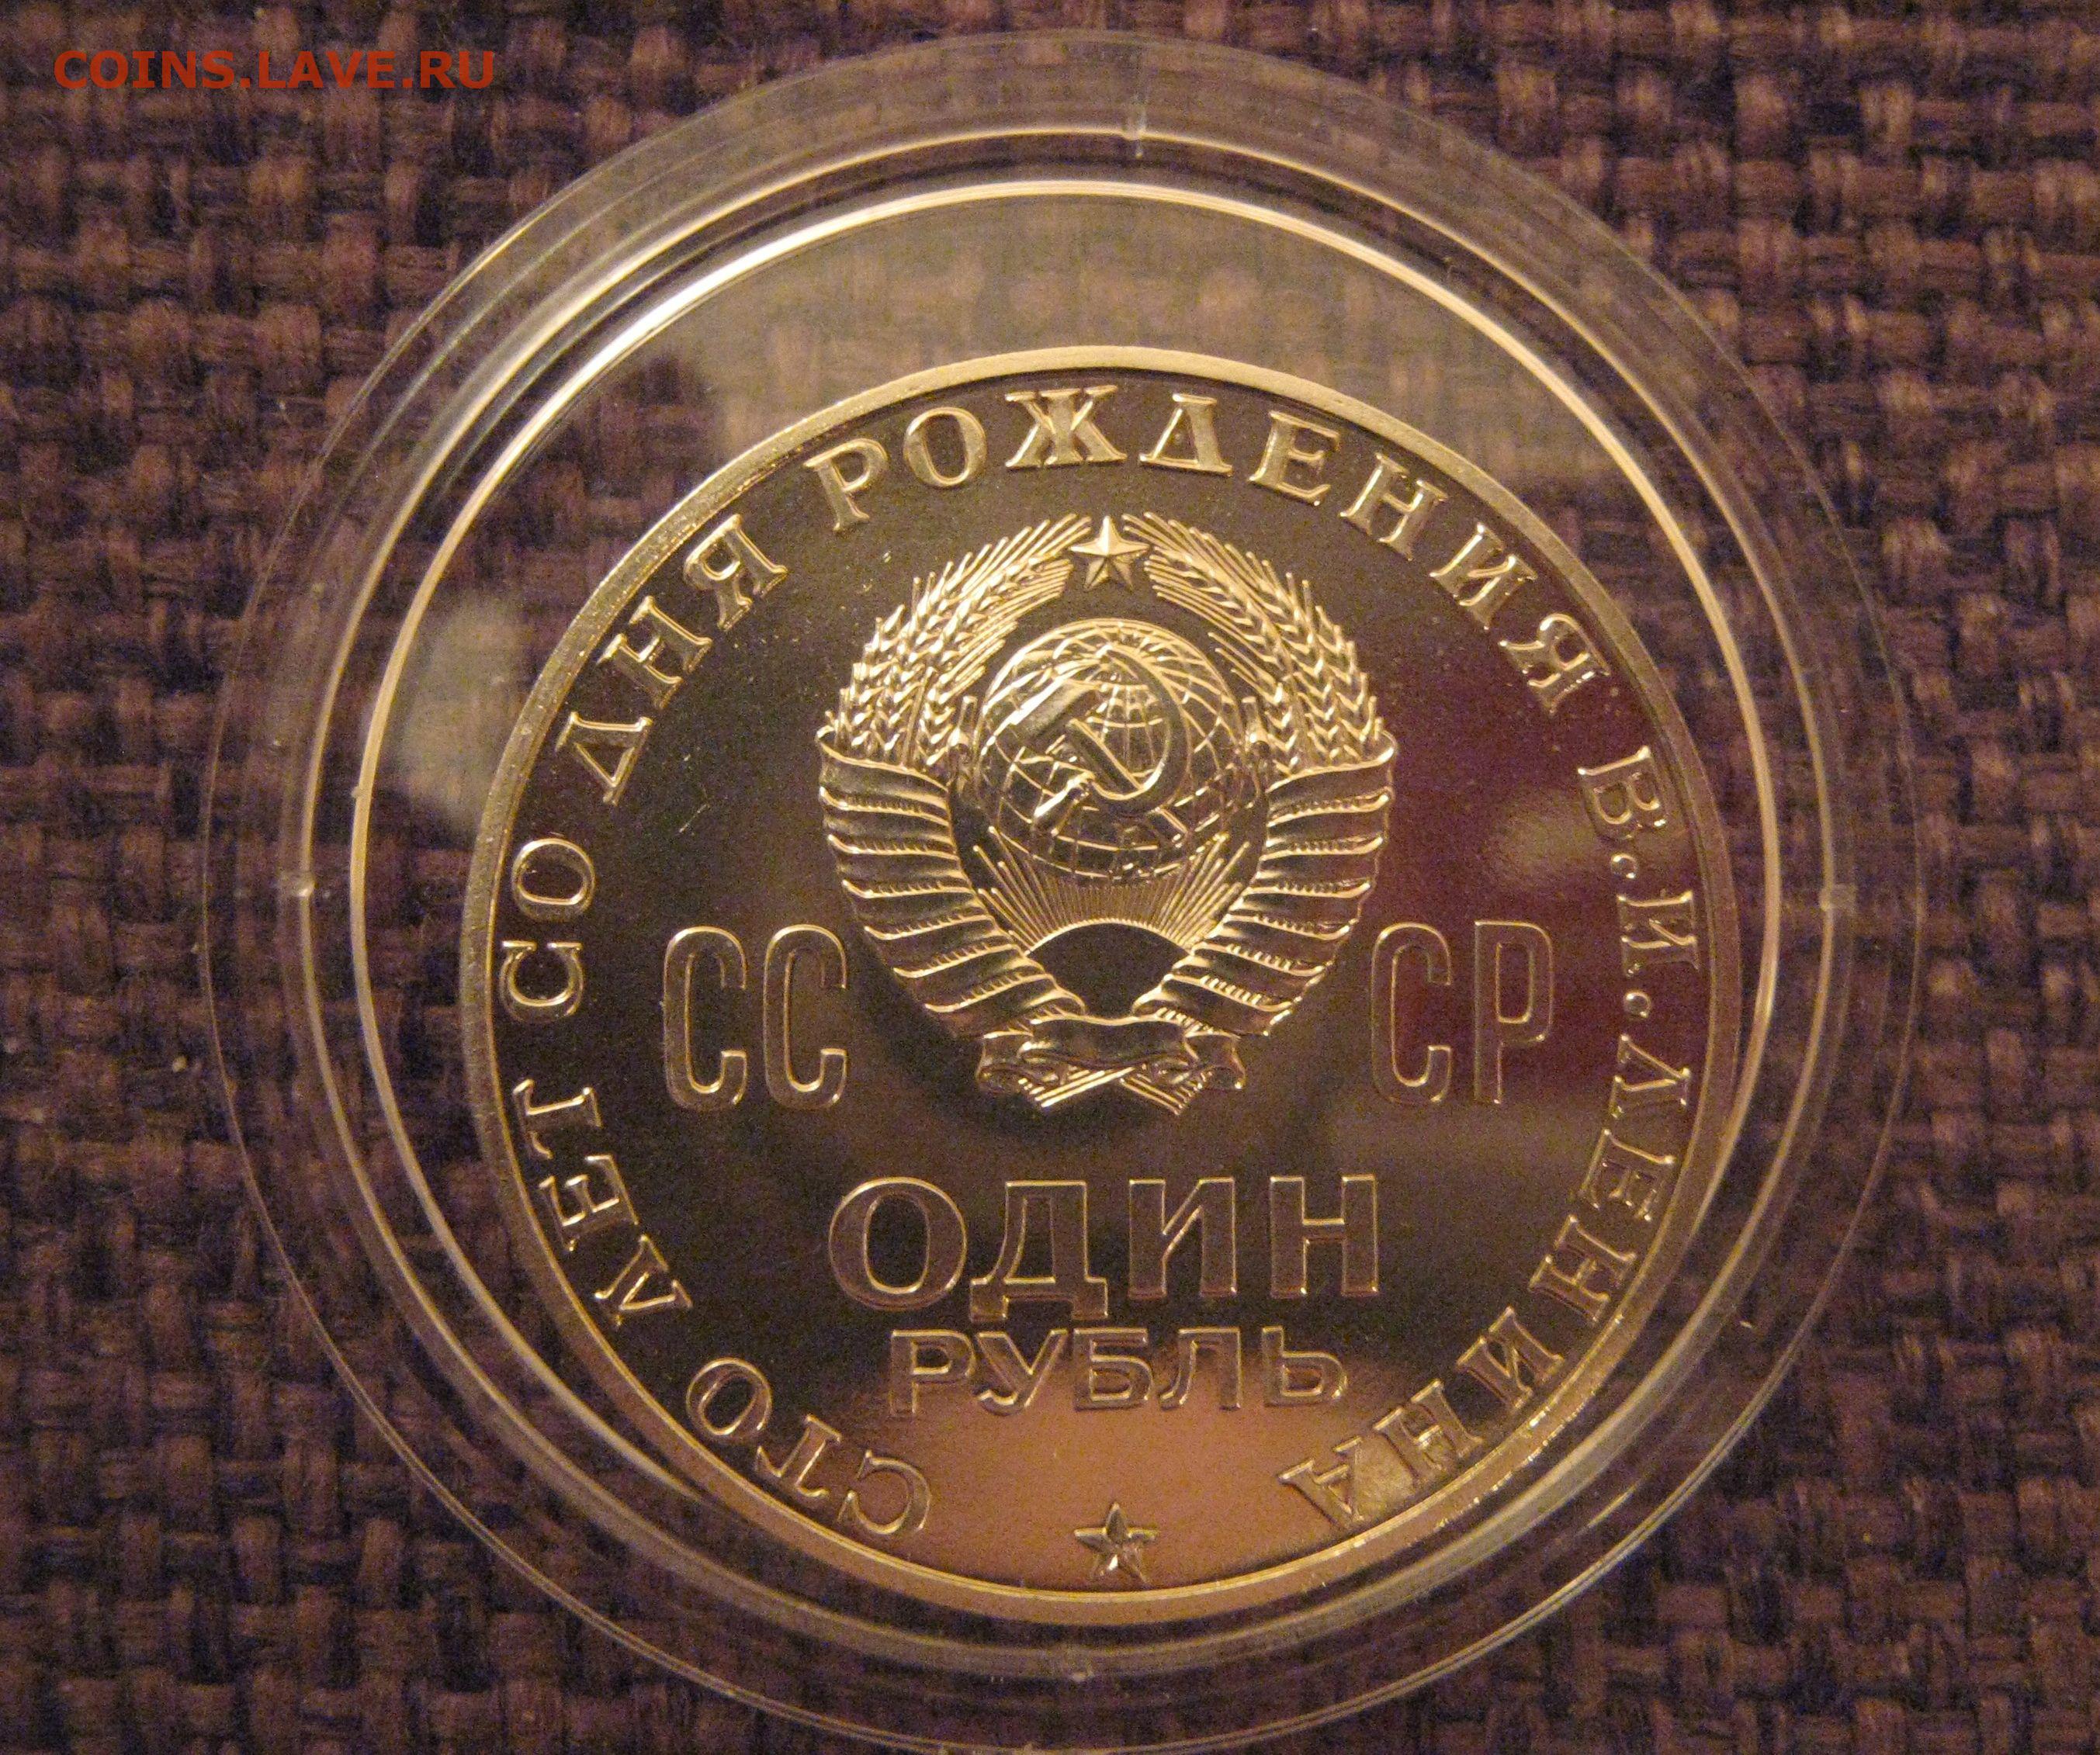 COINS.LAVE.RU
СТО ЛЕТ СО ДНЯ РОЖДЕНИЯ В.И.ЛЕНИНА
СС СР
ОДИН
РУБЛЬ